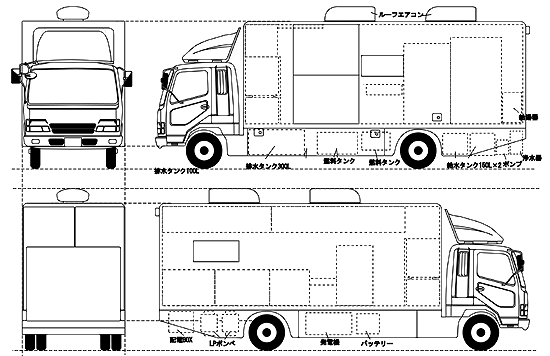 ルーフエアコン
給湯器
排水タンク100L
排水タンク300L
燃料タンク
燃料タンク
給水タンク150L×2
ポンプ
浄水器
配電BOX
LPボンベ
発電機
バッテリー